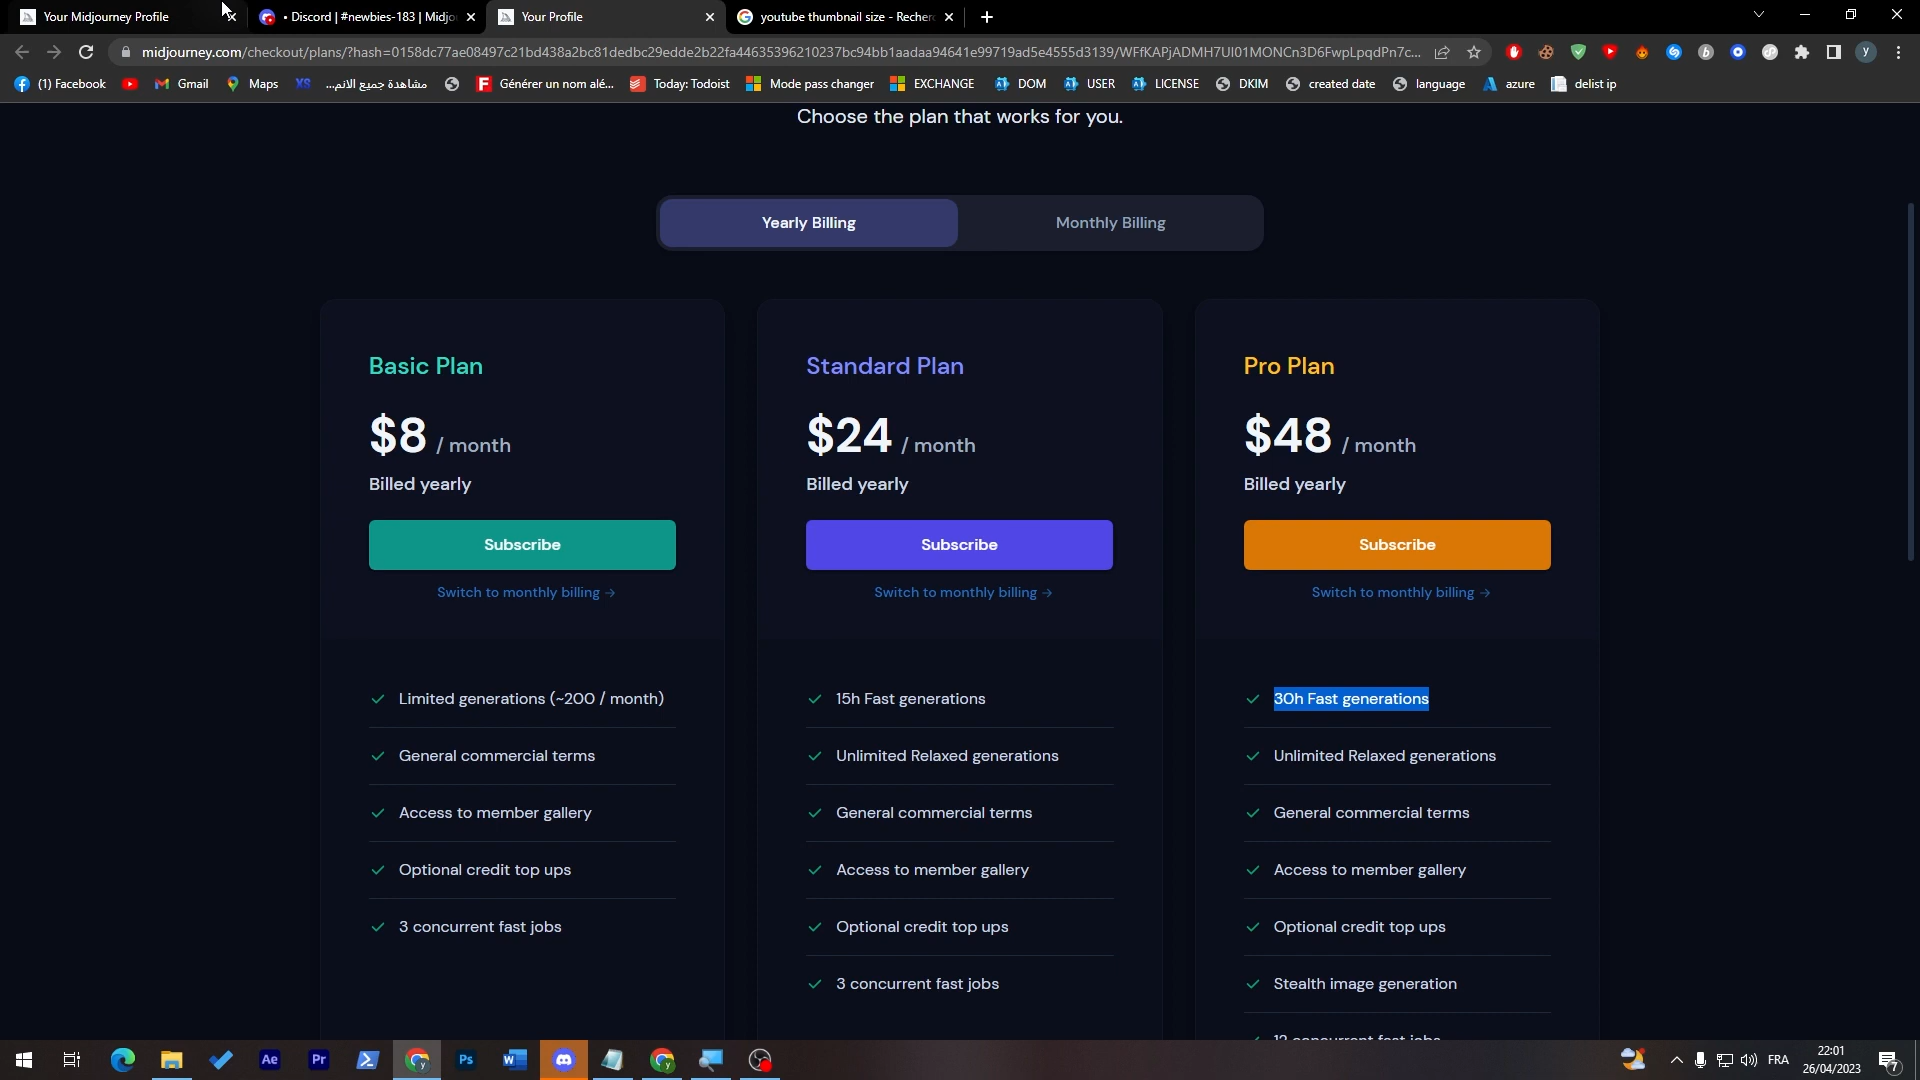 Your Midjourney Profile
• Discord | #newbies-183 | Midjo
Your Profile
youtube thumbnail size - Recher
midjourney.com/checkout/plans/?hash=0158dc77ae08497c21bd438a2bc81dedbc29edde2b22fa44635396210237bc94bb1aadaa94641e99719ad5e4555d3139/WFfKAPjADMH7UI01MONCn3D6FwpLpqdPn7c...
(1) Facebook
Gmail
Maps
مشاهدة جميع الانم...
Générer un nom alé...
Today: Todoist
Mode pass changer
EXCHANGE
DOM
USER
LICENSE
DKIM
created date
language
azure
delist ip
Choose the plan that works for you.
Yearly Billing
Monthly Billing
Basic Plan
$8 / month
Billed yearly
Subscribe
Switch to monthly billing →
Limited generations (~200 / month)
General commercial terms
Access to member gallery
Optional credit top ups
3 concurrent fast jobs
Standard Plan
$24 / month
Billed yearly
Subscribe
Switch to monthly billing →
15h Fast generations
Unlimited Relaxed generations
General commercial terms
Access to member gallery
Optional credit top ups
3 concurrent fast jobs
Pro Plan
$48 / month
Billed yearly
Subscribe
Switch to monthly billing →
30h Fast generations
Unlimited Relaxed generations
General commercial terms
Access to member gallery
Optional credit top ups
Stealth image generation
12 concurrent fast jobs
Ae
Pr
Ps
FRA
22:01
26/04/2023
7